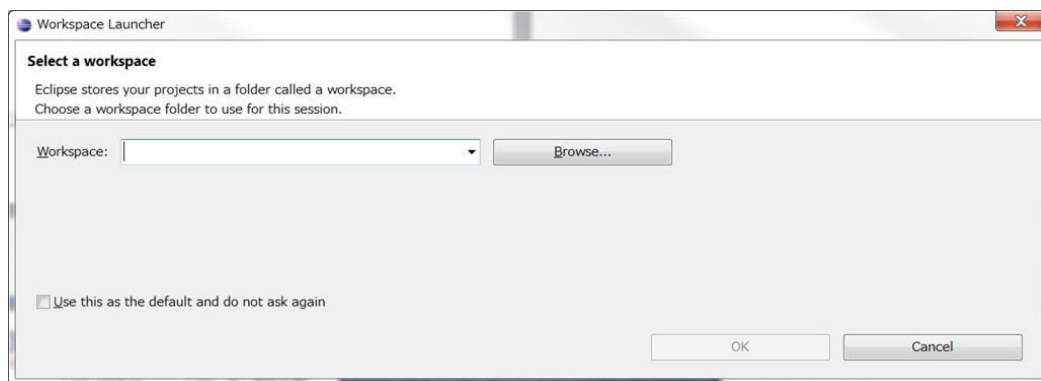 Workspace Launcher
Select a workspace
Eclipse stores your projects in a folder called a workspace.
Choose a workspace folder to use for this session.
Workspace:
Browse...
Use this as the default and do not ask again
OK
Cancel